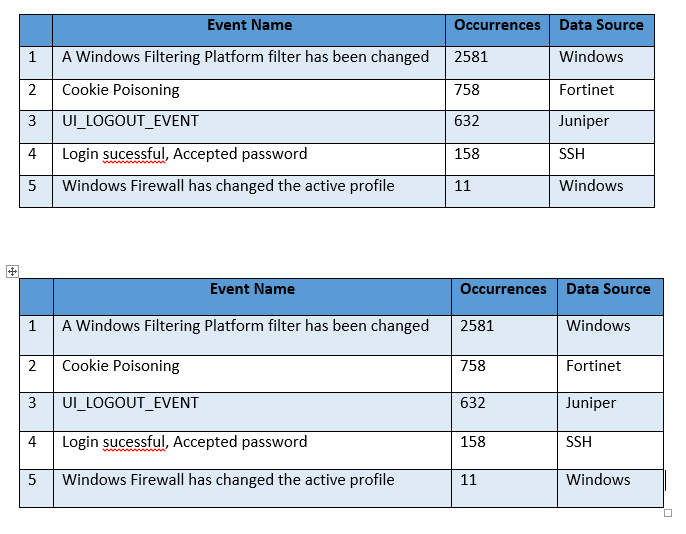 Event Name Occurrences Data Source
1 A Windows Filtering Platform filter has been changed 2581 Windows
2 Cookie Poisoning 758 Fortinet
3 UI_LOGOUT_EVENT 632 Juniper
4 Login sucessful, Accepted password 158 SSH
5 Windows Firewall has changed the active profile 11 Windows
Event Name Occurrences Data Source
1 A Windows Filtering Platform filter has been changed 2581 Windows
2 Cookie Poisoning 758 Fortinet
3 UI_LOGOUT_EVENT 632 Juniper
4 Login sucessful, Accepted password 158 SSH
5 Windows Firewall has changed the active profile 11 Windows